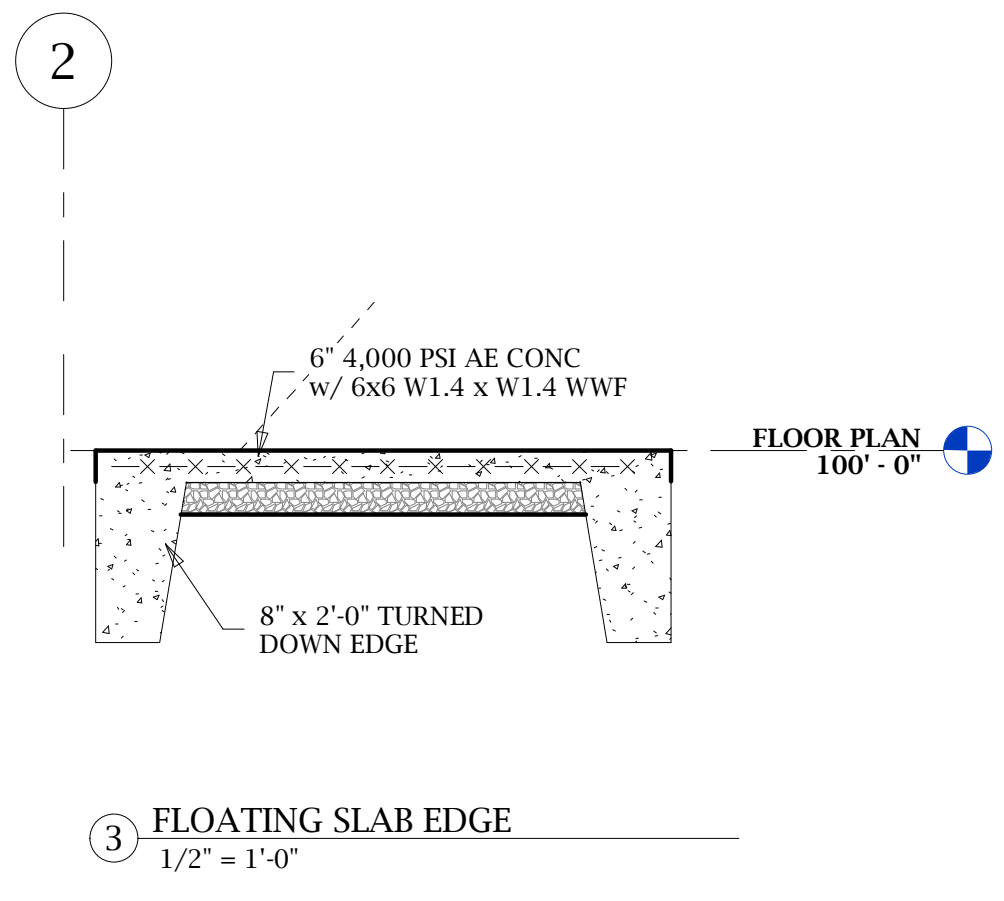 2
6" 4,000 PSI AE CONC
w/ 6x6 W1.4 x W1.4 WWF
FLOOR PLAN
100' - 0"
8" x 2'-0" TURNED
DOWN EDGE
3
FLOATING SLAB EDGE
1/2" = 1'-0"